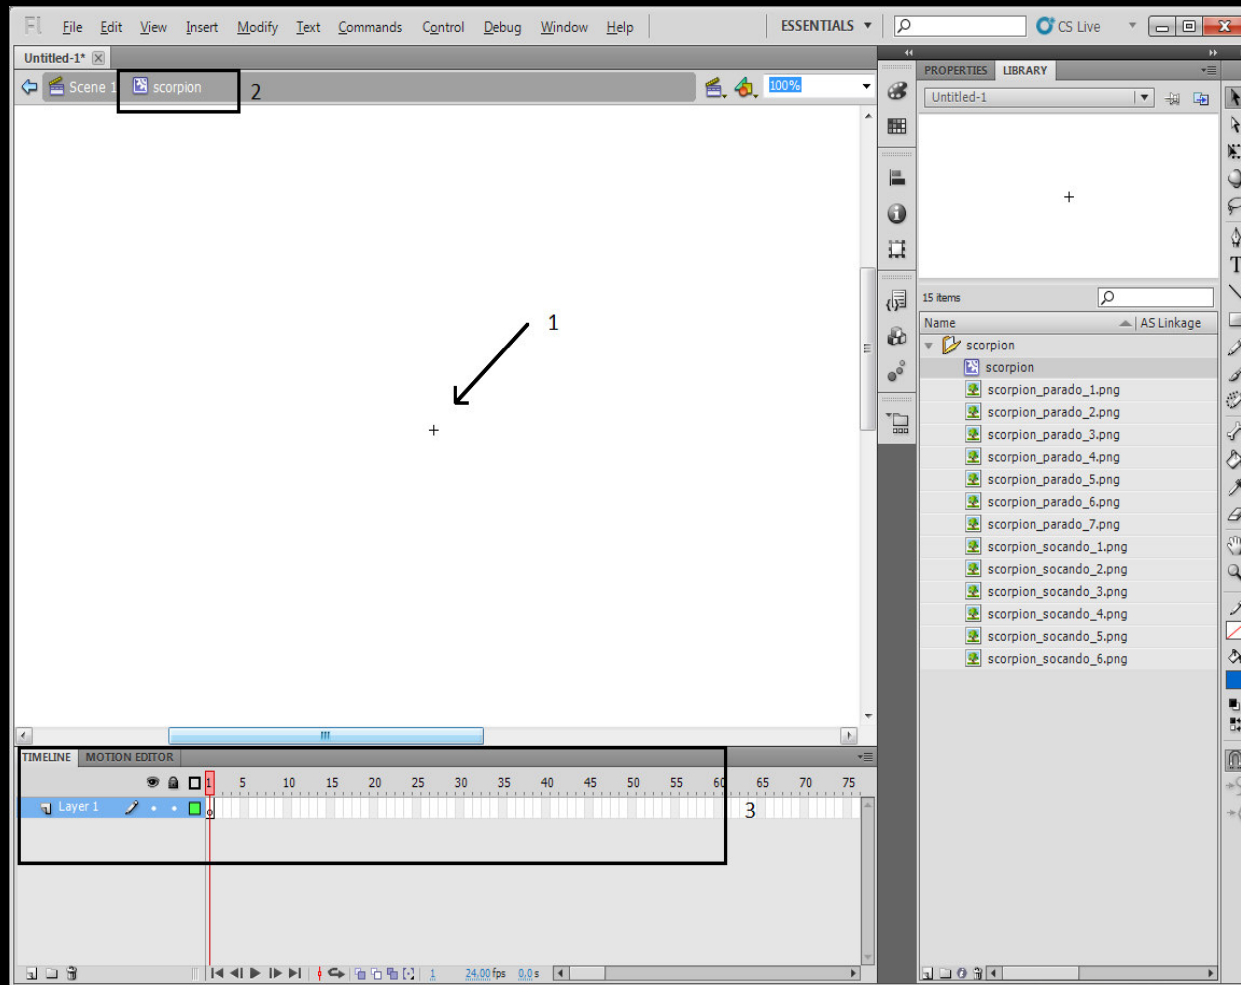 Fl File Edit View Insert Modify Text Commands Control Debug Window Help ESSENTIALS CS Live
Untitled-1*
Scene 1 scorpion 2 100%
1
TIMELINE MOTION EDITOR
1 5 10 15 20 25 30 35 40 45 50 55 60 65 70 75
Layer 1 3
1 24.00 fps 0.0 s
PROPERTIES LIBRARY
Untitled-1
15 items
Name AS Linkage
scorpion
scorpion
scorpion_parado_1.png
scorpion_parado_2.png
scorpion_parado_3.png
scorpion_parado_4.png
scorpion_parado_5.png
scorpion_parado_6.png
scorpion_parado_7.png
scorpion_socando_1.png
scorpion_socando_2.png
scorpion_socando_3.png
scorpion_socando_4.png
scorpion_socando_5.png
scorpion_socando_6.png